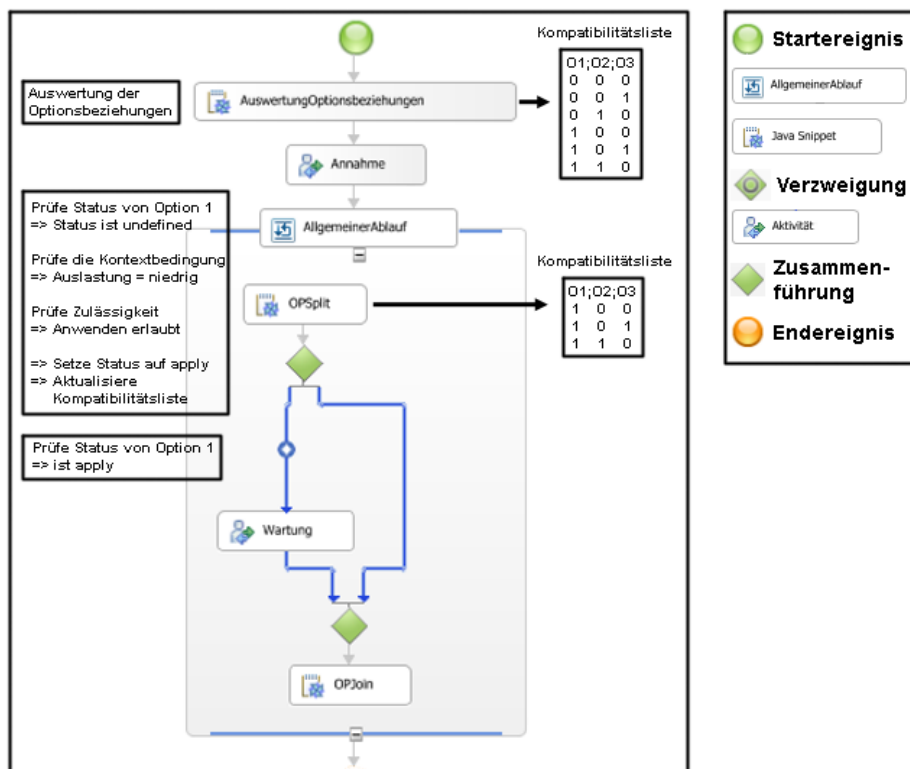 Kompatibilitätsliste
O1;O2;O3
0 0 0
0 0 1
0 1 0
1 0 0
1 0 1
1 1 0
Auswertung der
Optionsbeziehungen
AuswertungOptionsbeziehungen
Annahme
Prüfe Status von Option 1
=> Status ist undefined
Prüfe die Kontextbedingung
=> Auslastung = niedrig
Prüfe Zulässigkeit
=> Anwenden erlaubt
=> Setze Status auf apply
=> Aktualisiere
Kompatibilitätsliste
AllgemeinerAblauf
Kompatibilitätsliste
O1;O2;O3
1 0 0
1 0 1
1 1 0
OPSplit
Prüfe Status von Option 1
=> ist apply
Wartung
OPJoin
Startereignis
AllgemeinerAblauf
Java Snippet
Verzweigung
Aktivität
Zusammen-
führung
Endereignis